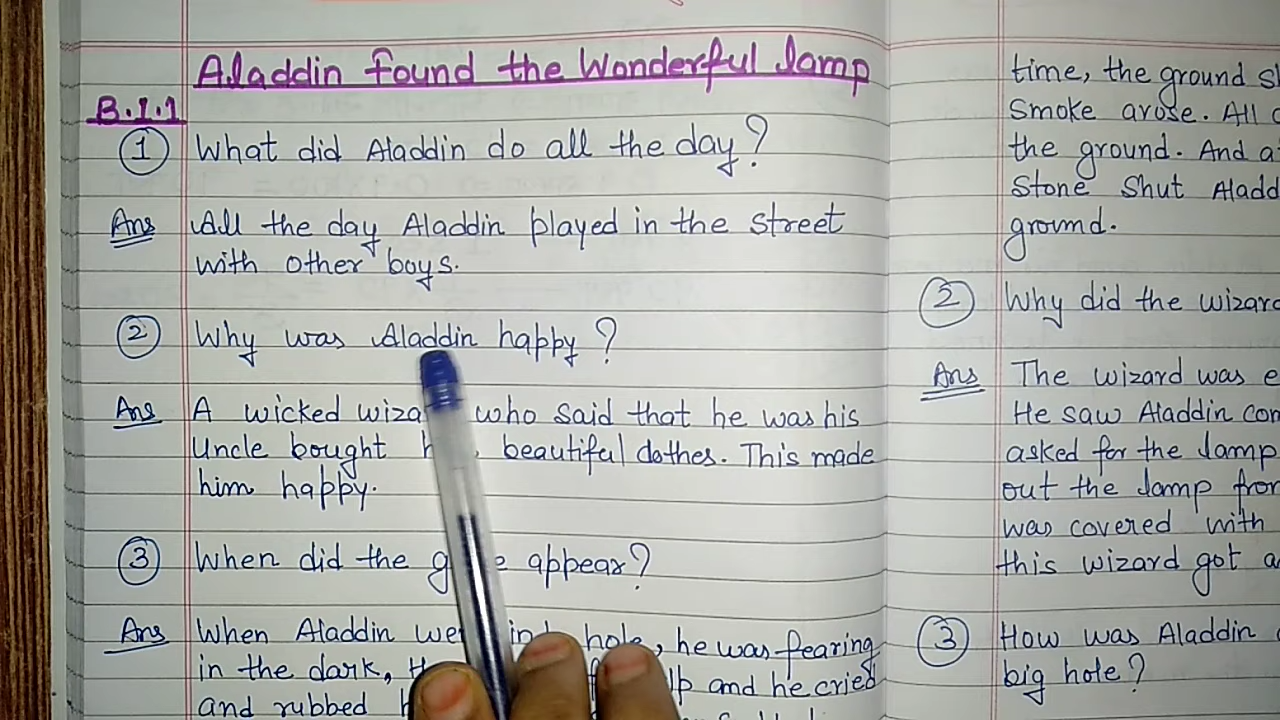 Aladdin found the Wonderful lamp
B.1.1
1 What did Aladdin do all the day?
Ans All the day Aladdin played in the street
with other boys.
2 Why was Aladdin happy?
Ans A wicked who said that he was his
Uncle bought beautiful clothes. This made
him happy.
3 When did the appear?
Ans When Aladdin hole, he was fearing
in the dark, and he cried
and rubbed
time, the ground
Smoke arose. All
the ground. And
Stone Shut
ground.
2 Why did the
Ans The wizard was
He saw Aladdin
asked for the lamp
out the lamp
was covered with
this wizard got
3 How was Aladdin
big hole?